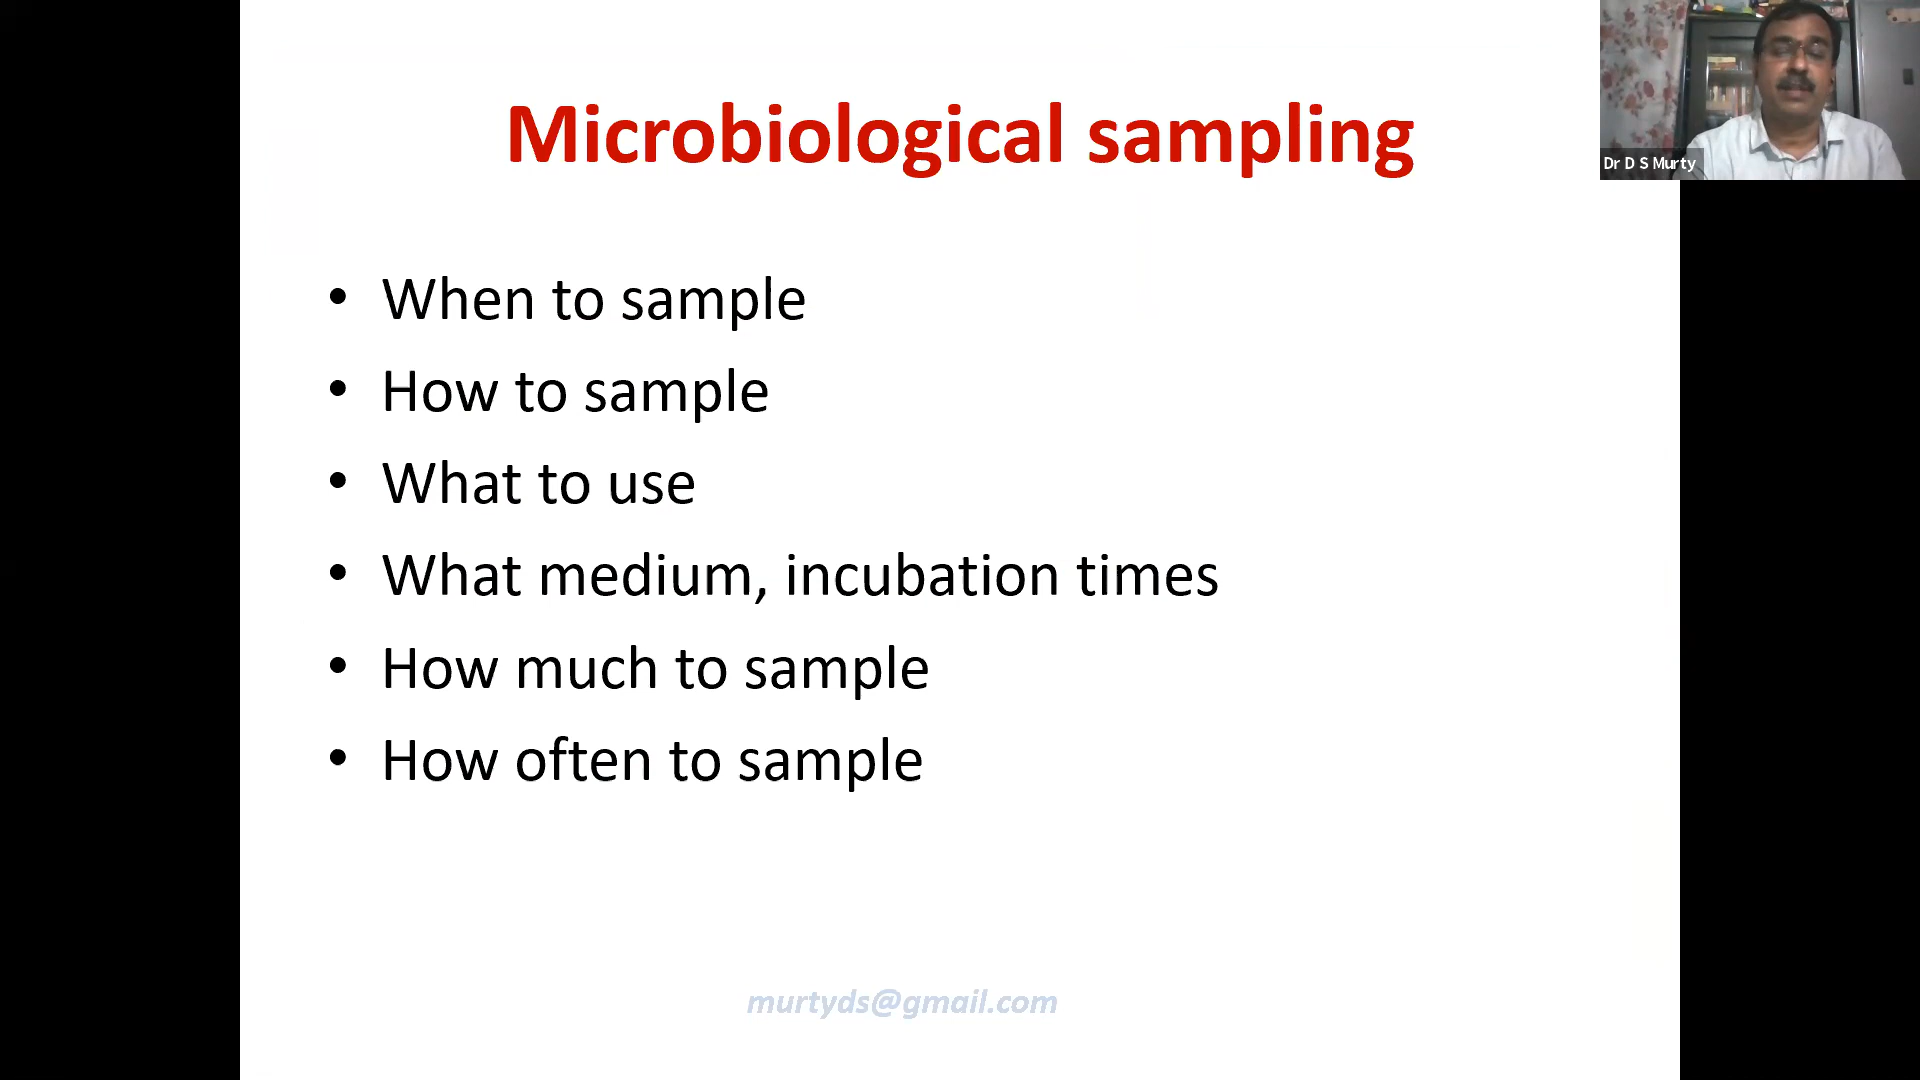 Microbiological sampling
Dr D S Murty
• When to sample
• How to sample
• What to use
• What medium, incubation times
• How much to sample
• How often to sample
murtyds@gmail.com